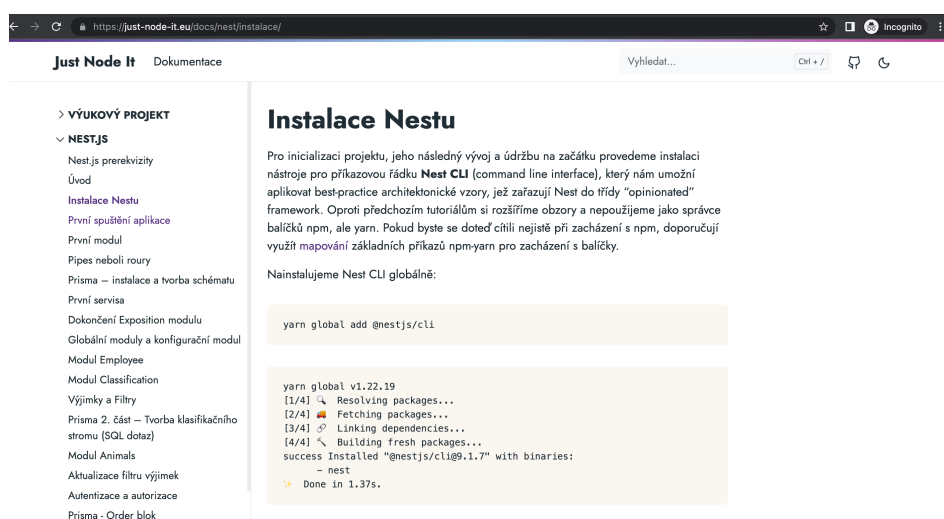 https://just-node-it.eu/docs/nest/instalace/
Incognito
Just Node It
Dokumentace
Vyhledat...
Ctrl + /
VÝUKOVÝ PROJEKT
NEST.JS
Nest.js prerekvizity
Úvod
Instalace Nestu
První spuštění aplikace
První modul
Pipes neboli roury
Prisma – instalace a tvorba schématu
První servisa
Dokončení Exposition modulu
Globální moduly a konfigurační modul
Modul Employee
Modul Classification
Výjimky a Filtry
Prisma 2. část – Tvorba klasifikačního
stromu (SQL dotaz)
Modul Animals
Aktualizace filtru výjimek
Autentizace a autorizace
Prisma - Order blok
Instalace Nestu
Pro inicializaci projektu, jeho následný vývoj a údržbu na začátku provedeme instalaci
nástroje pro příkazovou řádku Nest CLI (command line interface), který nám umožní
aplikovat best-practice architektonické vzory, jež zařazují Nest do třídy “opinionated”
framework. Oproti předchozím tutoriálům si rozšíříme obzory a nepoužijeme jako správce
balíčků npm, ale yarn. Pokud byste se doteď cítili nejistě při zacházení s npm, doporučují
využít mapování základních příkazů npm-yarn pro zacházení s balíčky.
Nainstalujeme Nest CLI globálně:
yarn global add @nestjs/cli
yarn global v1.22.19
[1/4] 🔍 Resolving packages...
[2/4] 🚚 Fetching packages...
[3/4] 🔗 Linking dependencies...
[4/4] 🔨 Building fresh packages...
success Installed "@nestjs/cli@9.1.7" with binaries:
– nest
✨ Done in 1.37s.